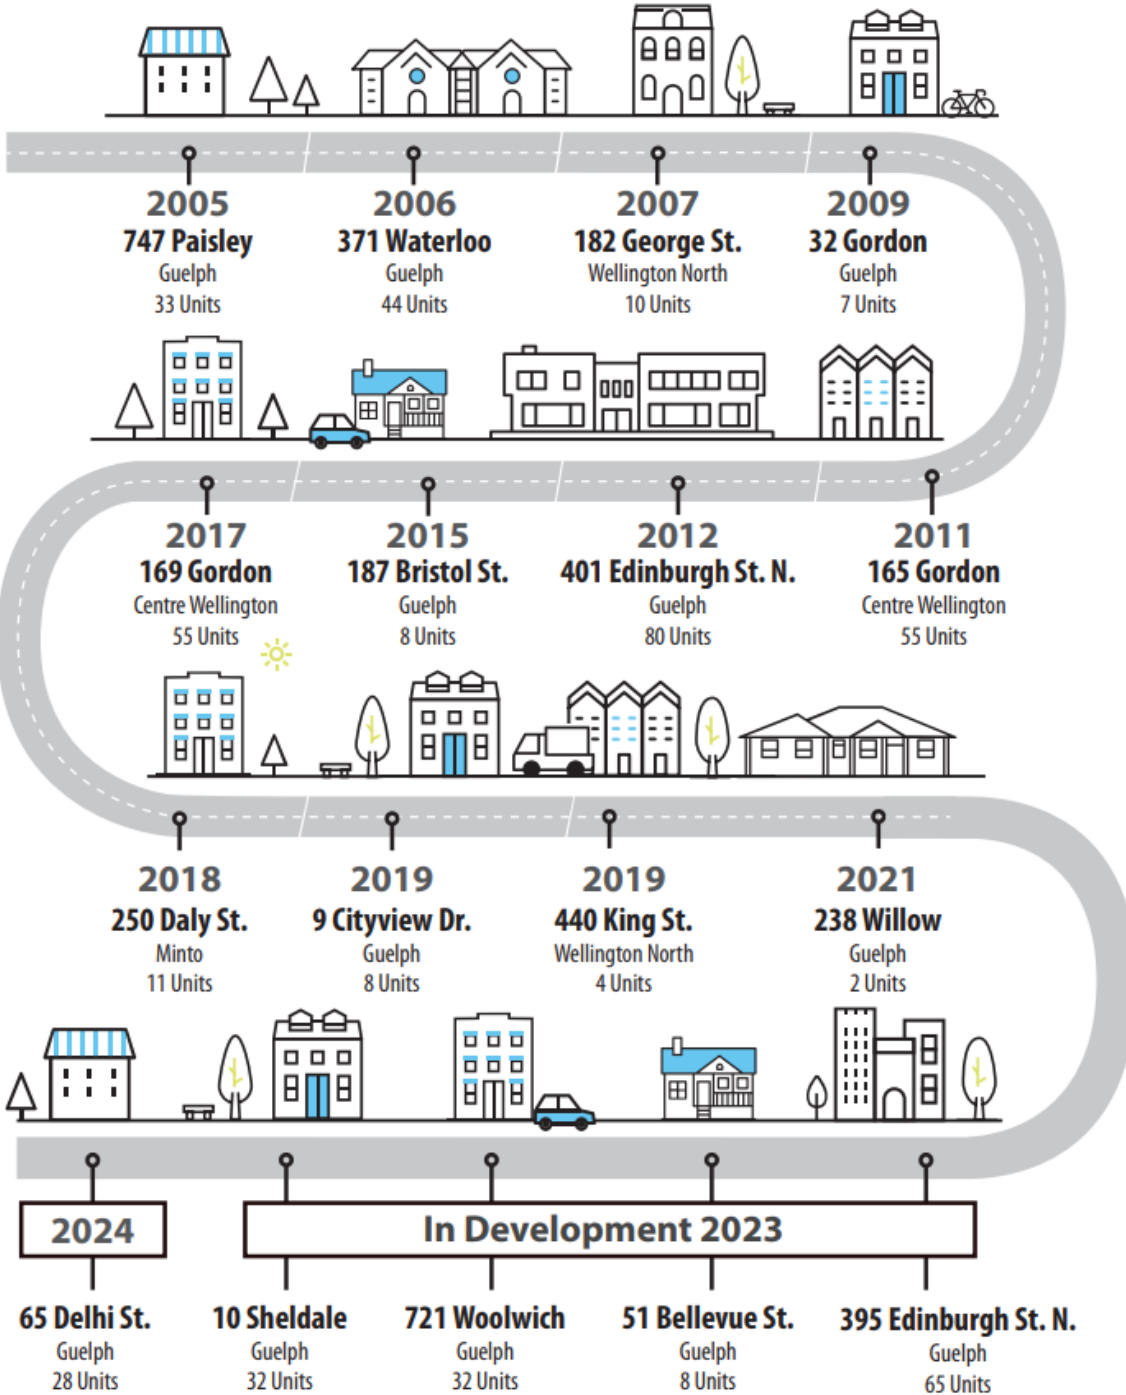 2005
747 Paisley
Guelph
33 Units
2006
371 Waterloo
Guelph
44 Units
2007
182 George St.
Wellington North
10 Units
2009
32 Gordon
Guelph
7 Units
2017
169 Gordon
Centre Wellington
55 Units
2015
187 Bristol St.
Guelph
8 Units
2012
401 Edinburgh St. N.
Guelph
80 Units
2011
165 Gordon
Centre Wellington
55 Units
2018
250 Daly St.
Minto
11 Units
2019
9 Cityview Dr.
Guelph
8 Units
2019
440 King St.
Wellington North
4 Units
2021
238 Willow
Guelph
2 Units
2024
65 Delhi St.
Guelph
28 Units
In Development 2023
10 Sheldale
Guelph
32 Units
721 Woolwich
Guelph
32 Units
51 Bellevue St.
Guelph
8 Units
395 Edinburgh St. N.
Guelph
65 Units